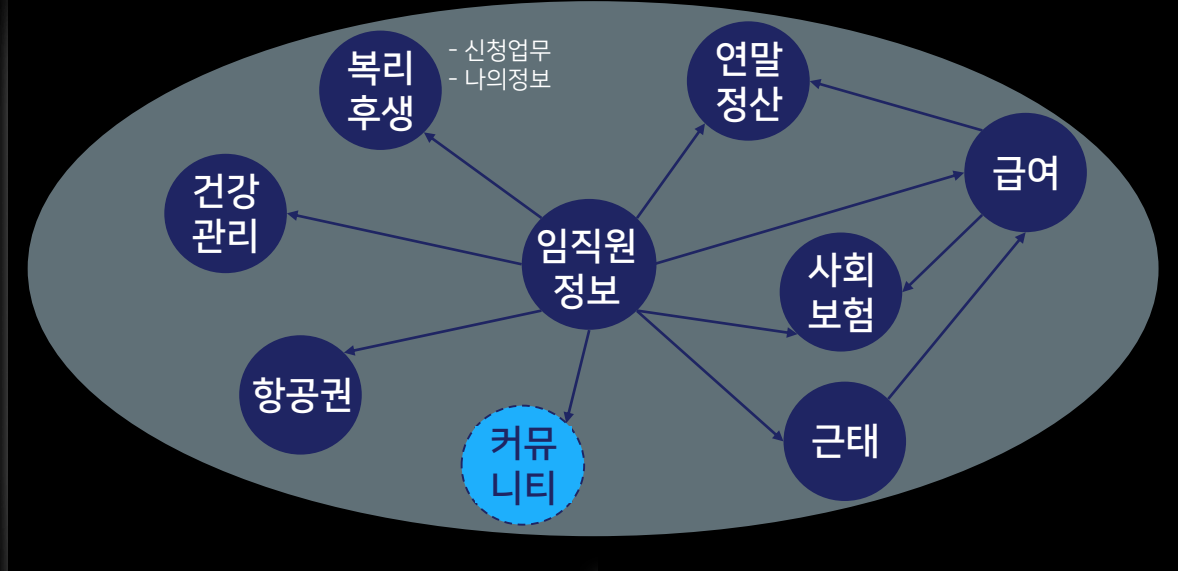 복리
후생
- 신청업무
- 나의정보
연말
정산
급여
건강
관리
임직원
정보
사회
보험
항공권
커뮤
니티
근태